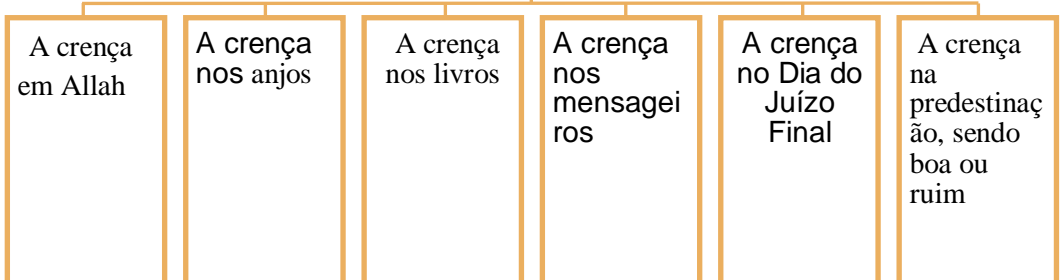 A crença
em Allah
A crença
nos anjos
A crença
nos livros
A crença
nos
mensagei
ros
A crença
no Dia do
Juízo
Final
A crença
na
predestinaç
ão, sendo
boa ou
ruim